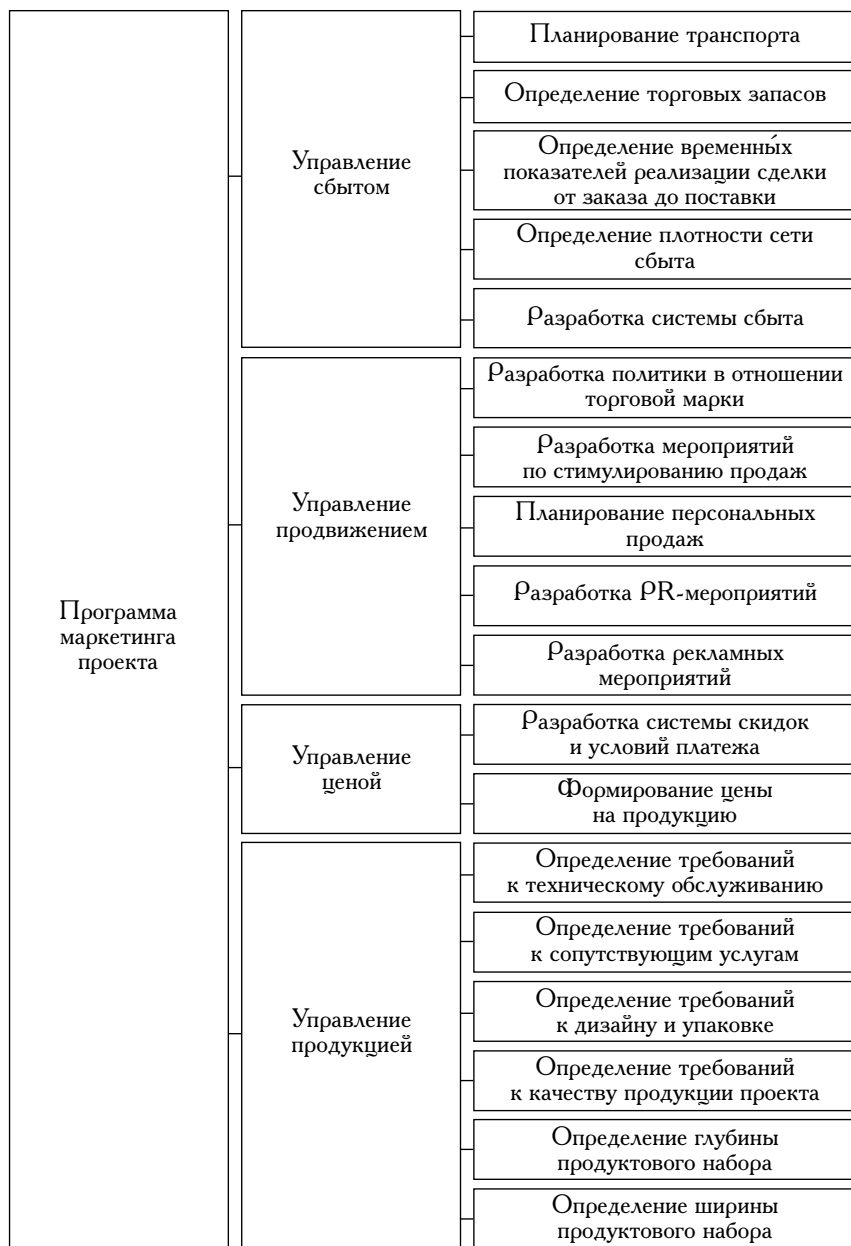 Программа
маркетинга
проекта
Управление
сбытом
Планирование транспорта
Определение торговых запасов
Определение временны́х
показателей реализации сделки
от заказа до поставки
Определение плотности сети
сбыта
Разработка системы сбыта
Управление
продвижением
Разработка политики в отношении
торговой марки
Разработка мероприятий
по стимулированию продаж
Планирование персональных
продаж
Разработка PR-мероприятий
Разработка рекламных
мероприятий
Управление
ценой
Разработка системы скидок
и условий платежа
Формирование цены
на продукцию
Управление
продукцией
Определение требований
к техническому обслуживанию
Определение требований
к сопутствующим услугам
Определение требований
к дизайну и упаковке
Определение требований
к качеству продукции проекта
Определение глубины
продуктового набора
Определение ширины
продуктового набора